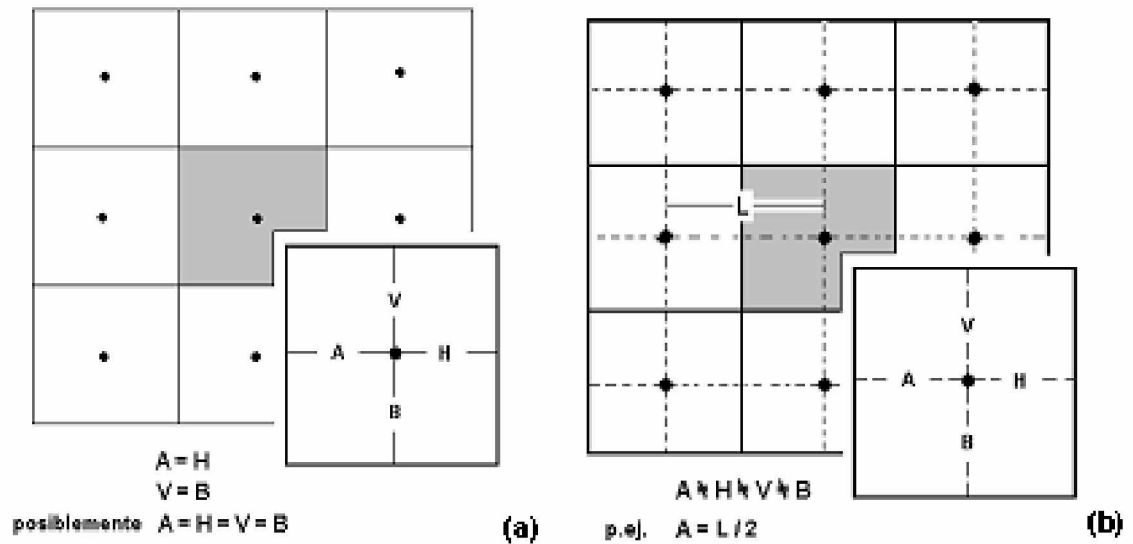 V
A H
B
A = H
V = B
posiblemente A = H = V = B
(a)
L
V
A H
B
A ≠ H ≠ V ≠ B
p.ej. A = L / 2
(b)